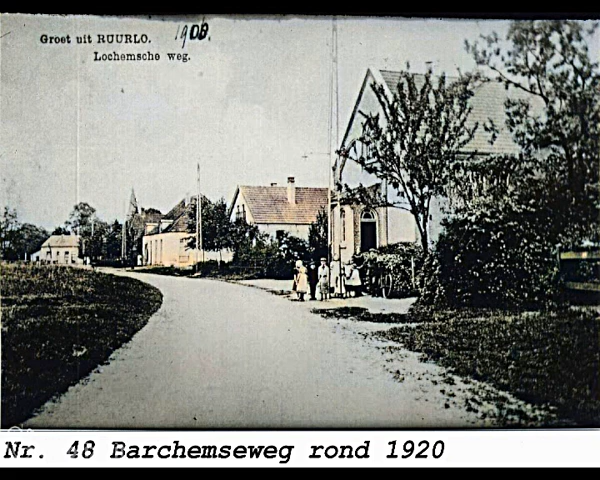 Groet uit RUURLO. 1908.
Lochemsche weg.
Nr. 48 Barchemseweg rond 1920